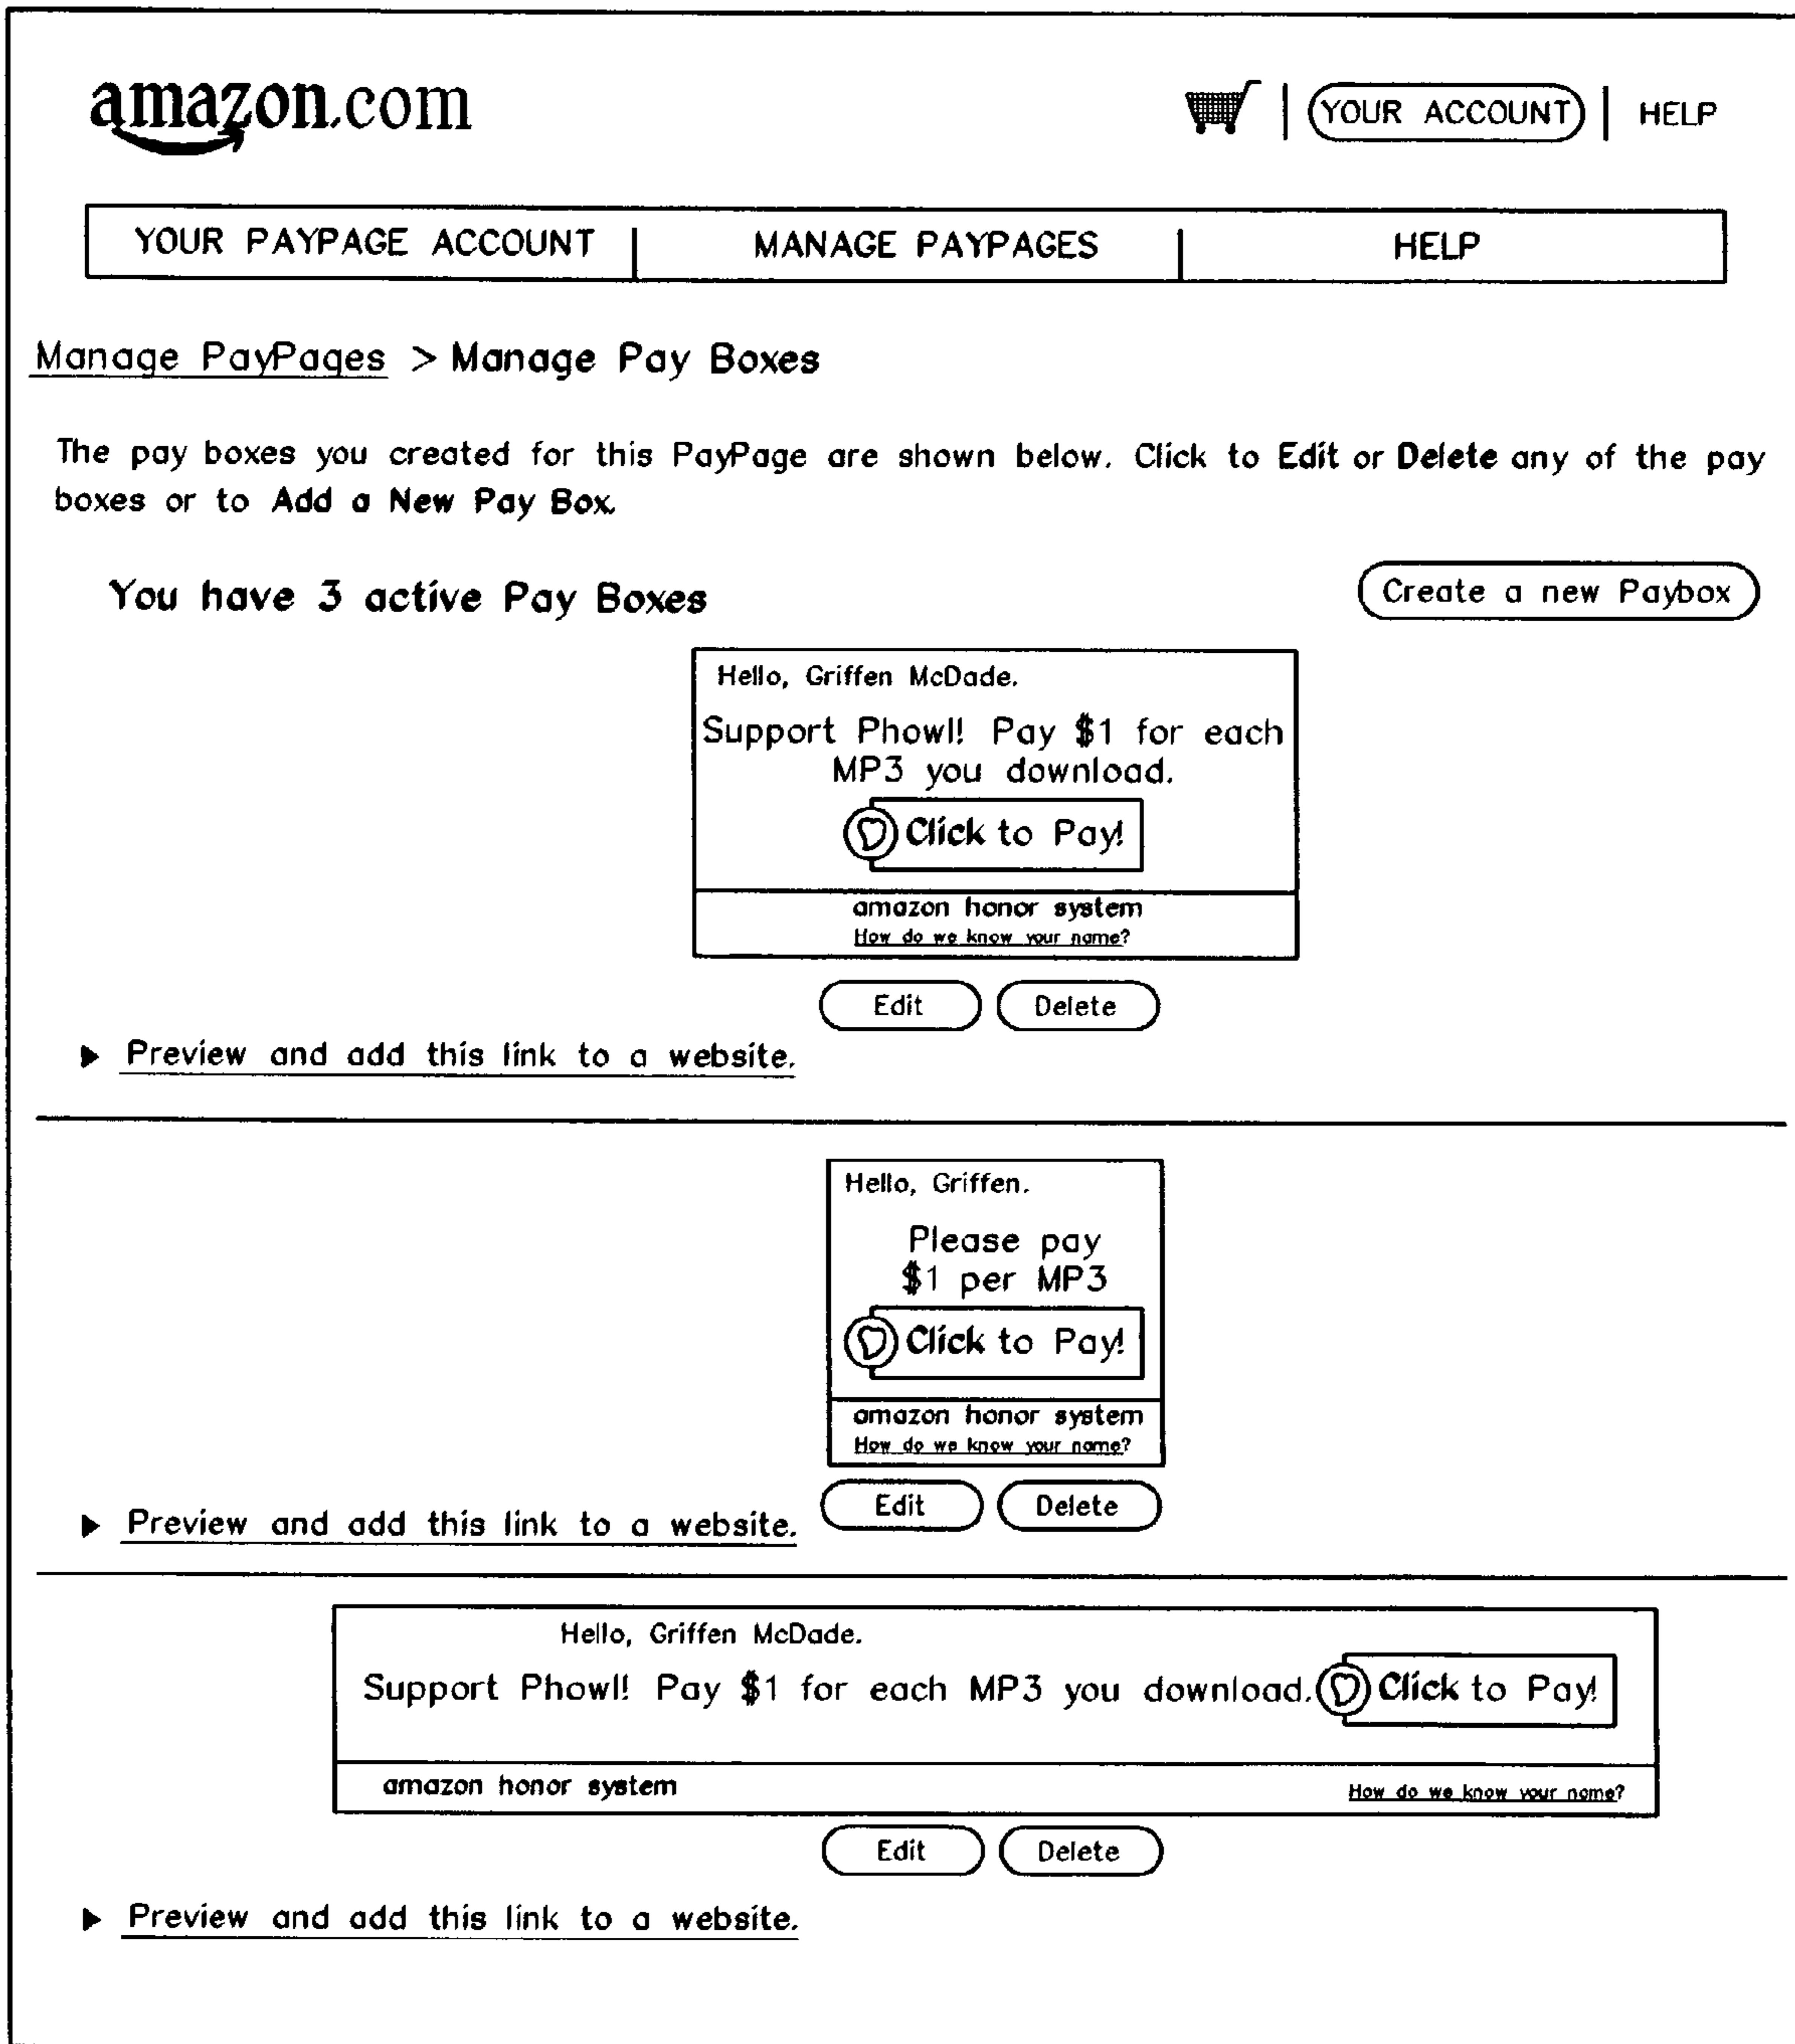 amazon.com
YOUR ACCOUNT HELP
YOUR PAYPAGE ACCOUNT MANAGE PAYPAGES HELP
Manage PayPages > Manage Pay Boxes
The pay boxes you created for this PayPage are shown below. Click to Edit or Delete any of the pay
boxes or to Add a New Pay Box.
You have 3 active Pay Boxes
Create a new Paybox
Hello, Griffen McDade.
Support Phowl! Pay $1 for each
MP3 you download.
Click to Pay!
amazon honor system
How do we know your name?
Edit Delete
Preview and add this link to a website.
Hello, Griffen.
Please pay
$1 per MP3
Click to Pay!
amazon honor system
How do we know your name?
Edit Delete
Preview and add this link to a website.
Hello, Griffen McDade.
Support Phowl! Pay $1 for each MP3 you download. Click to Pay!
amazon honor system How do we know your name?
Edit Delete
Preview and add this link to a website.